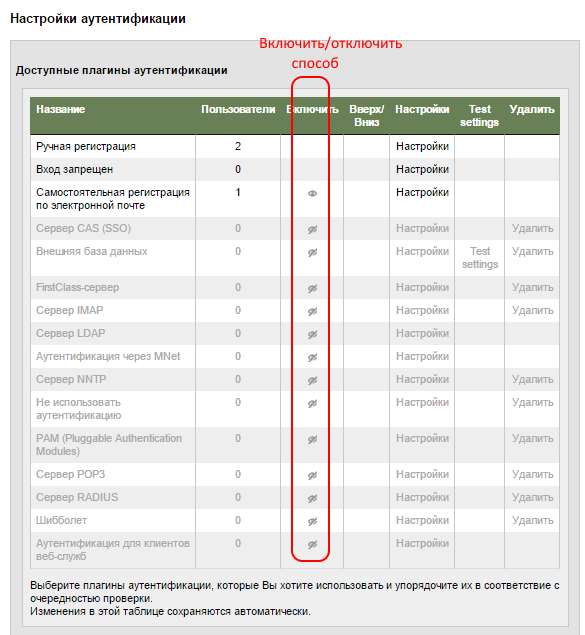 Настройки аутентификации
Включить/отключить
способ
Доступные плагины аутентификации
Название Пользователи Включить Вверх/ Настройки Test Удалить
Вниз settings
Ручная регистрация 2 Настройки
Вход запрещен 0 Настройки
Самостоятельная регистрация 1 Настройки
по электронной почте
Сервер CAS (SSO) 0 Настройки Удалить
Внешняя база данных 0 Настройки Test Удалить
settings
FirstClass-сервер 0 Настройки Удалить
Сервер IMAP 0 Настройки Удалить
Сервер LDAP 0 Настройки
Аутентификация через MNet 0 Настройки
Сервер NNTP 0 Настройки Удалить
Не использовать 0 Настройки Удалить
аутентификацию
PAM (Pluggable Authentication 0 Настройки Удалить
Modules)
Сервер POP3 0 Настройки Удалить
Сервер RADIUS 0 Настройки Удалить
Шибболет 0 Настройки Удалить
Аутентификация для клиентов 0 Настройки
веб-служб
Выберите плагины аутентификации, которые Вы хотите использовать и упорядочите их в соответствие с
очередностью проверки.
Изменения в этой таблице сохраняются автоматически.